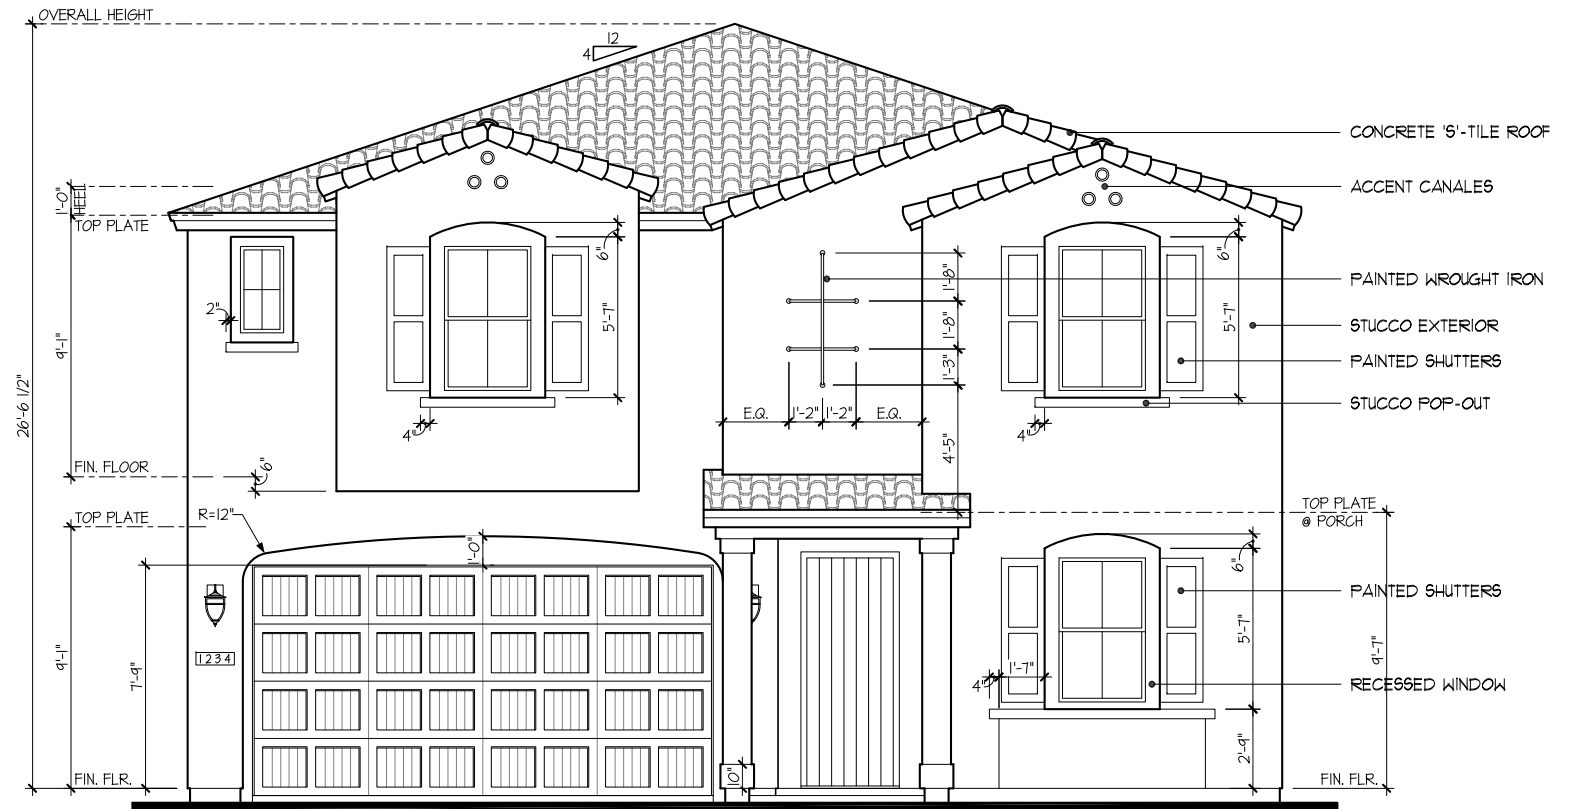 OVERALL HEIGHT
12
4
CONCRETE 'S'-TILE ROOF
ACCENT CANALES
1'-0"
HEEL
TOP PLATE
6"
6"
2"
5'-7"
1'-8"
PAINTED WROUGHT IRON
9'-1"
1'-8"
5'-7"
STUCCO EXTERIOR
1'-3"
PAINTED SHUTTERS
26'-6 1/2"
E.Q.
1'-2"
1'-2"
E.Q.
STUCCO POP-OUT
4"
4'-5"
4"
FIN. FLOOR
6"
TOP PLATE
R=12"
TOP PLATE
@ PORCH
1'-0"
6"
PAINTED SHUTTERS
9'-1"
1234
7'-9"
5'-7"
9'-7"
4"
1'-7"
RECESSED WINDOW
2'-9"
FIN. FLR.
10"
FIN. FLR.